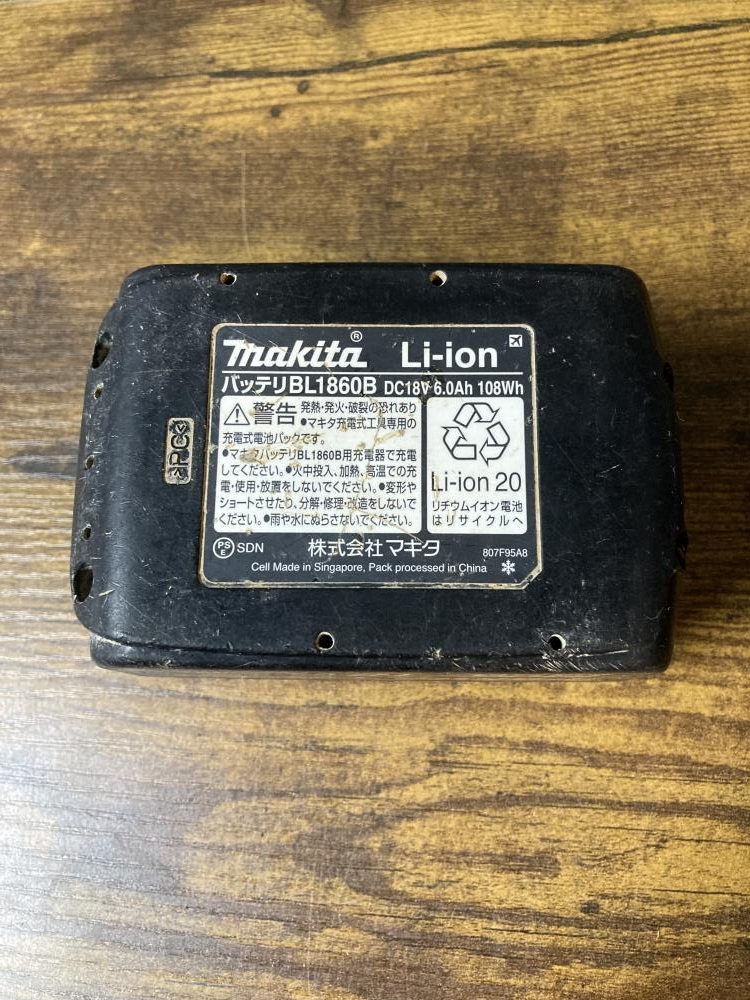 makita® Li-ion
バッテリBL1860B DC18V 6.0Ah 108Wh
警告 発熱・発火・破裂の恐れあり
●マキタ充電式工具専用の
充電式電池パックです。
●マキタバッテリBL1860B用充電器で充電
してください。●火中投入、加熱、高温での充
電・使用・放置をしないでください。●変形や
ショートさせたり、分解・修理・改造をしないで
ください。●雨や水にぬらさないでください。
Li-ion 20
リチウムイオン電池
はリサイクルへ
PS
E SDN 株式会社マキタ 807F95A8
Cell Made in Singapore, Pack processed in China
>PC<